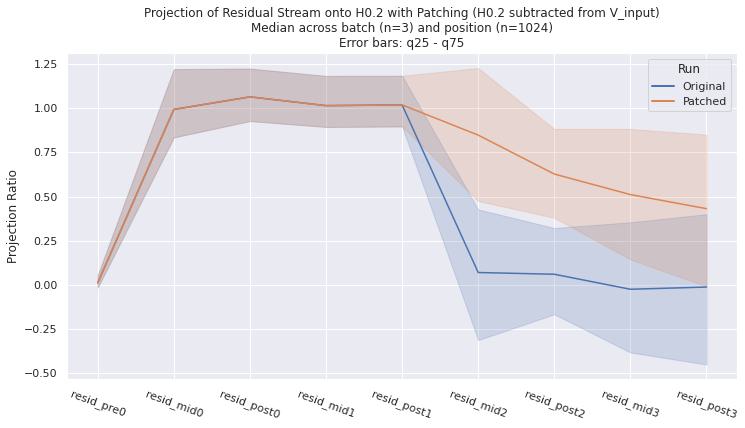 Projection of Residual Stream onto H0.2 with Patching (H0.2 subtracted from V_input)
Median across batch (n=3) and position (n=1024)
Error bars: q25 - q75
Projection Ratio
1.25
1.00
0.75
0.50
0.25
0.00
−0.25
−0.50
Run
Original
Patched
resid_pre0
resid_mid0
resid_post0
resid_mid1
resid_post1
resid_mid2
resid_post2
resid_mid3
resid_post3